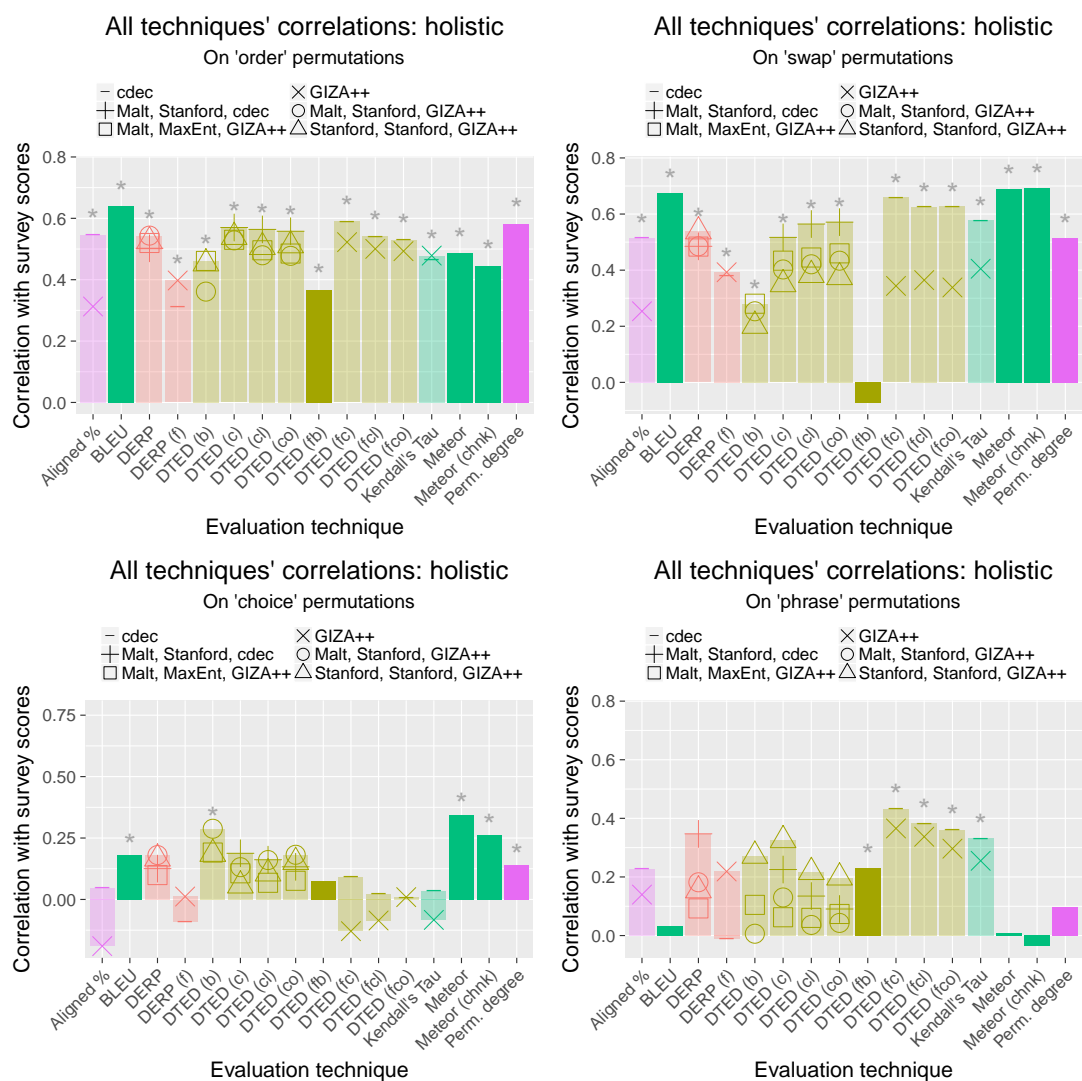 All techniques' correlations: holistic
On 'order' permutations
cdec
GIZA++
Malt, Stanford, cdec
Malt, Stanford, GIZA++
Malt, MaxEnt, GIZA++
Stanford, Stanford, GIZA++
Correlation with survey scores
0.8
0.6
0.4
0.2
0.0
* * * * * * * * * * * * * * *
Aligned %
BLEU
DERP
DERP (f)
DTED (b)
DTED (c)
DTED (cl)
DTED (co)
DTED (fb)
DTED (fc)
DTED (fcl)
DTED (fco)
Kendall's Tau
Meteor
Meteor (chnk)
Perm. degree
Evaluation technique
All techniques' correlations: holistic
On 'swap' permutations
cdec
GIZA++
Malt, Stanford, cdec
Malt, Stanford, GIZA++
Malt, MaxEnt, GIZA++
Stanford, Stanford, GIZA++
Correlation with survey scores
0.8
0.6
0.4
0.2
0.0
* * * * * * * * * * * * * * *
Aligned %
BLEU
DERP
DERP (f)
DTED (b)
DTED (c)
DTED (cl)
DTED (co)
DTED (fb)
DTED (fc)
DTED (fcl)
DTED (fco)
Kendall's Tau
Meteor
Meteor (chnk)
Perm. degree
Evaluation technique
All techniques' correlations: holistic
On 'choice' permutations
cdec
GIZA++
Malt, Stanford, cdec
Malt, Stanford, GIZA++
Malt, MaxEnt, GIZA++
Stanford, Stanford, GIZA++
Correlation with survey scores
0.75
0.50
0.25
0.00
* * * * *
Aligned %
BLEU
DERP
DERP (f)
DTED (b)
DTED (c)
DTED (cl)
DTED (co)
DTED (fb)
DTED (fc)
DTED (fcl)
DTED (fco)
Kendall's Tau
Meteor
Meteor (chnk)
Perm. degree
Evaluation technique
All techniques' correlations: holistic
On 'phrase' permutations
cdec
GIZA++
Malt, Stanford, cdec
Malt, Stanford, GIZA++
Malt, MaxEnt, GIZA++
Stanford, Stanford, GIZA++
Correlation with survey scores
0.8
0.6
0.4
0.2
0.0
* * * * *
Aligned %
BLEU
DERP
DERP (f)
DTED (b)
DTED (c)
DTED (cl)
DTED (co)
DTED (fb)
DTED (fc)
DTED (fcl)
DTED (fco)
Kendall's Tau
Meteor
Meteor (chnk)
Perm. degree
Evaluation technique